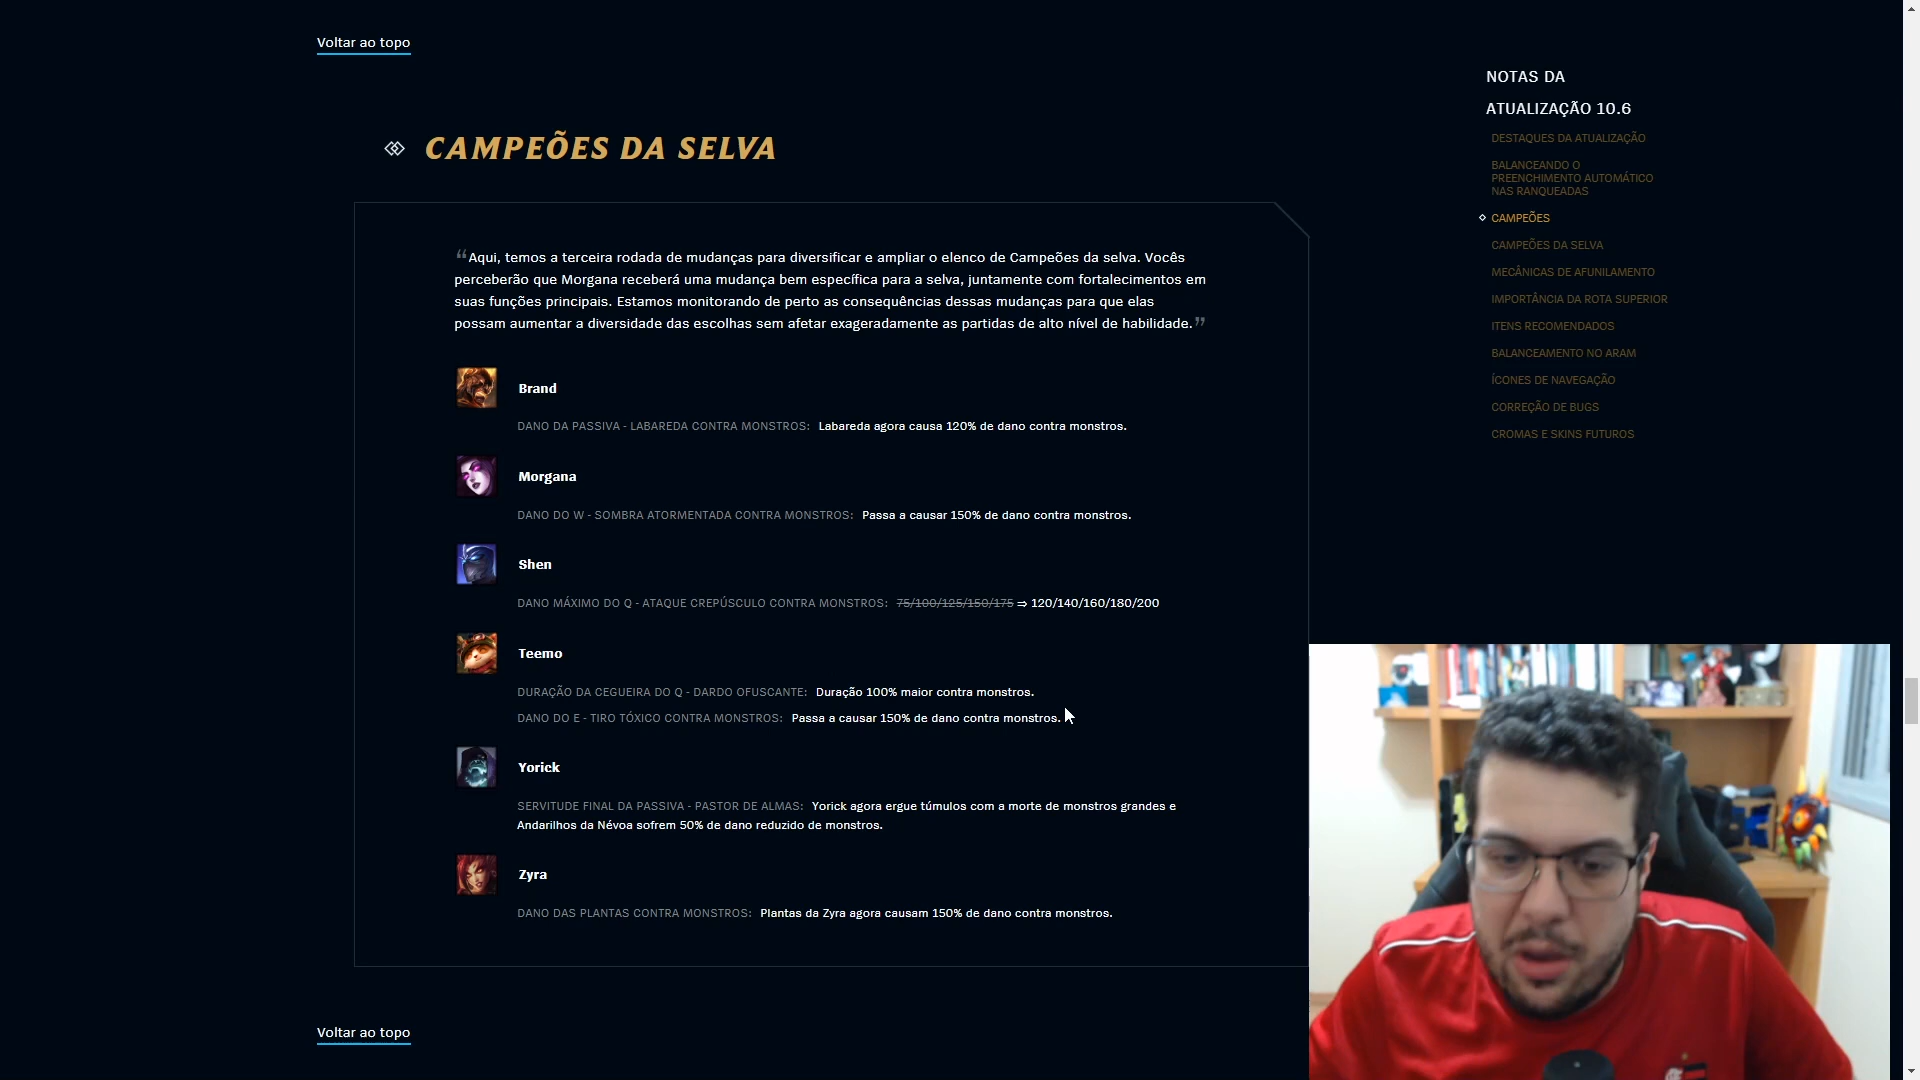 Voltar ao topo
CAMPEÕES DA SELVA
“Aqui, temos a terceira rodada de mudanças para diversificar e ampliar o elenco de Campeões da selva. Vocês
perceberão que Morgana receberá uma mudança bem específica para a selva, juntamente com fortalecimentos em
suas funções principais. Estamos monitorando de perto as consequências dessas mudanças para que elas
possam aumentar a diversidade das escolhas sem afetar exageradamente as partidas de alto nível de habilidade.”
Brand
DANO DA PASSIVA - LABAREDA CONTRA MONSTROS: Labareda agora causa 120% de dano contra monstros.
Morgana
DANO DO W - SOMBRA ATORMENTADA CONTRA MONSTROS: Passa a causar 150% de dano contra monstros.
Shen
DANO MÁXIMO DO Q - ATAQUE CREPÚSCULO CONTRA MONSTROS: 75/100/125/150/175 ⇒ 120/140/160/180/200
Teemo
DURAÇÃO DA CEGUEIRA DO Q - DARDO OFUSCANTE: Duração 100% maior contra monstros.
DANO DO E - TIRO TÓXICO CONTRA MONSTROS: Passa a causar 150% de dano contra monstros.
Yorick
SERVITUDE FINAL DA PASSIVA - PASTOR DE ALMAS: Yorick agora ergue túmulos com a morte de monstros grandes e
Andarilhos da Névoa sofrem 50% de dano reduzido de monstros.
Zyra
DANO DAS PLANTAS CONTRA MONSTROS: Plantas da Zyra agora causam 150% de dano contra monstros.
Voltar ao topo
NOTAS DA
ATUALIZAÇÃO 10.6
DESTAQUES DA ATUALIZAÇÃO
BALANCEANDO O
PREENCHIMENTO AUTOMÁTICO
NAS RANQUEADAS
CAMPEÕES
CAMPEÕES DA SELVA
MECÂNICAS DE AFUNILAMENTO
IMPORTÂNCIA DA ROTA SUPERIOR
ITENS RECOMENDADOS
BALANCEAMENTO NO ARAM
ÍCONES DE NAVEGAÇÃO
CORREÇÃO DE BUGS
CROMAS E SKINS FUTUROS